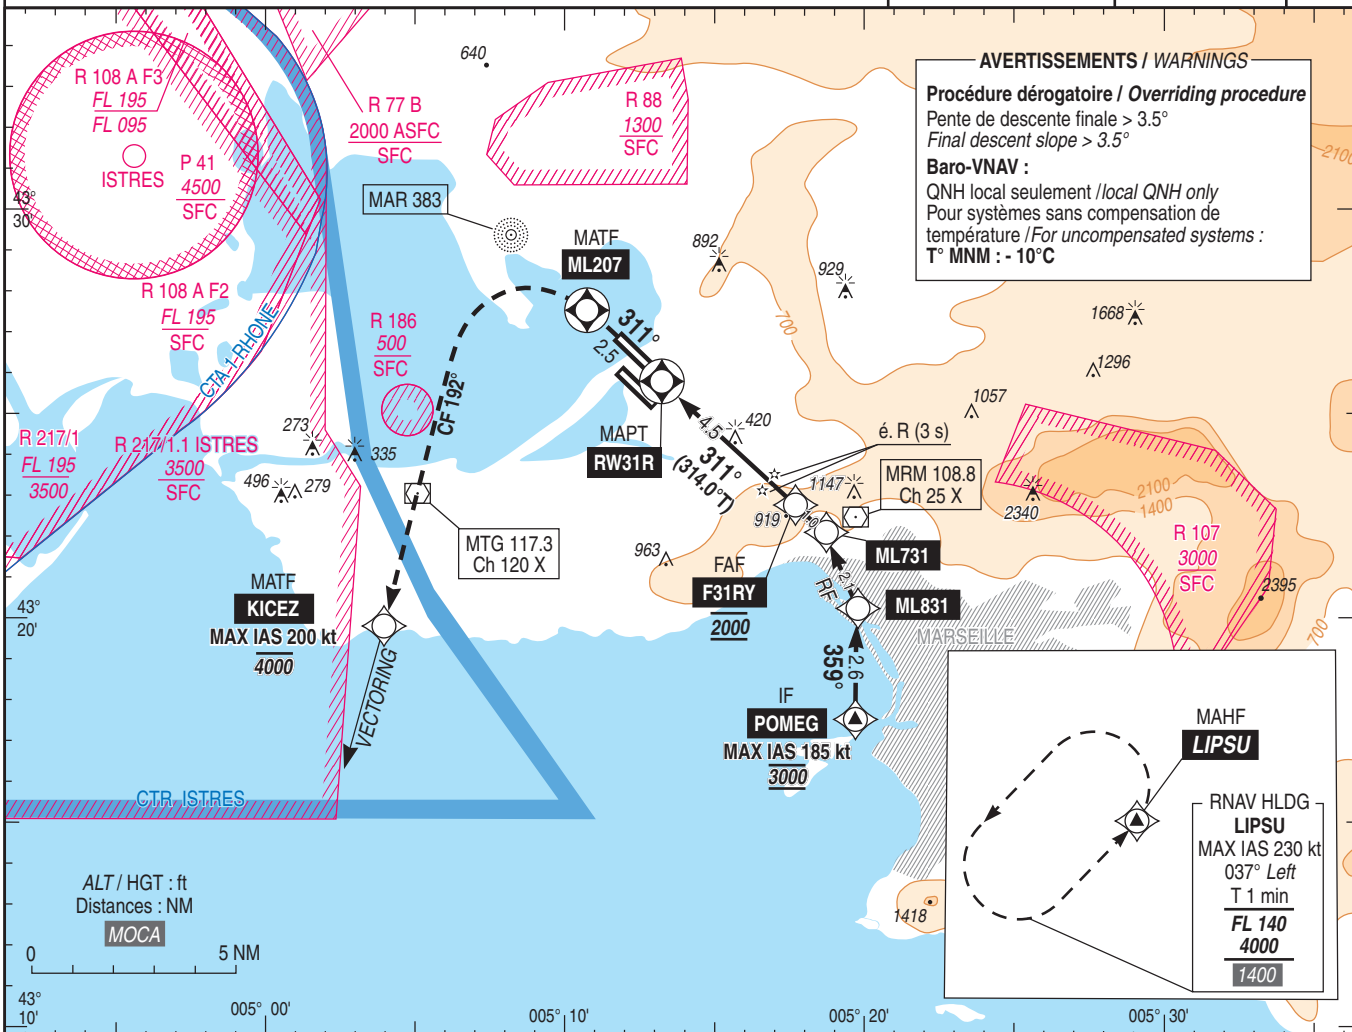 640
AVERTISSEMENTS / WARNINGS
Procédure dérogatoire / Overriding procedure
Pente de descente finale > 3.5°
Final descent slope > 3.5°
Baro-VNAV :
QNH local seulement /local QNH only
Pour systèmes sans compensation de
température /For uncompensated systems :
T° MNM : - 10°C
R 108 A F3
FL 195
FL 095
ISTRES
P 41
4500
SFC
R 77 B
2000 ASFC
SFC
R 88
1300
SFC
2100
43°
30'
MAR 383
MATF
ML207
892
929
R 108 A F2
FL 195
SFC
CTA 1 RHONE
R 186
500
SFC
311°
2.5
700
1668
1296
1057
CF 192°
R 217/1
FL 195
3500
R 217/1.1 ISTRES
3500
SFC
273
335
496
279
MAPT
RW31R
4.5
420
311°
(314.0°T)
é. R (3 s)
MRM 108.8
Ch 25 X
1147
919
1.0
963
2340
2100
1400
R 107
3000
SFC
2395
700
MTG 117.3
Ch 120 X
ML731
FAF
F31RY
2000
RF
2.1
ML831
MARSEILLE
MATF
KICEZ
MAX IAS 200 kt
4000
43°
20'
VECTORING
359°
2.6
IF
POMEG
MAX IAS 185 kt
3000
MAHF
LIPSU
RNAV HLDG
LIPSU
MAX IAS 230 kt
037° Left
T 1 min
FL 140
4000
1400
CTR ISTRES
1418
ALT / HGT : ft
Distances : NM
MOCA
0
5 NM
43°
10'
005° 00'
005° 10'
005° 20'
005° 30'